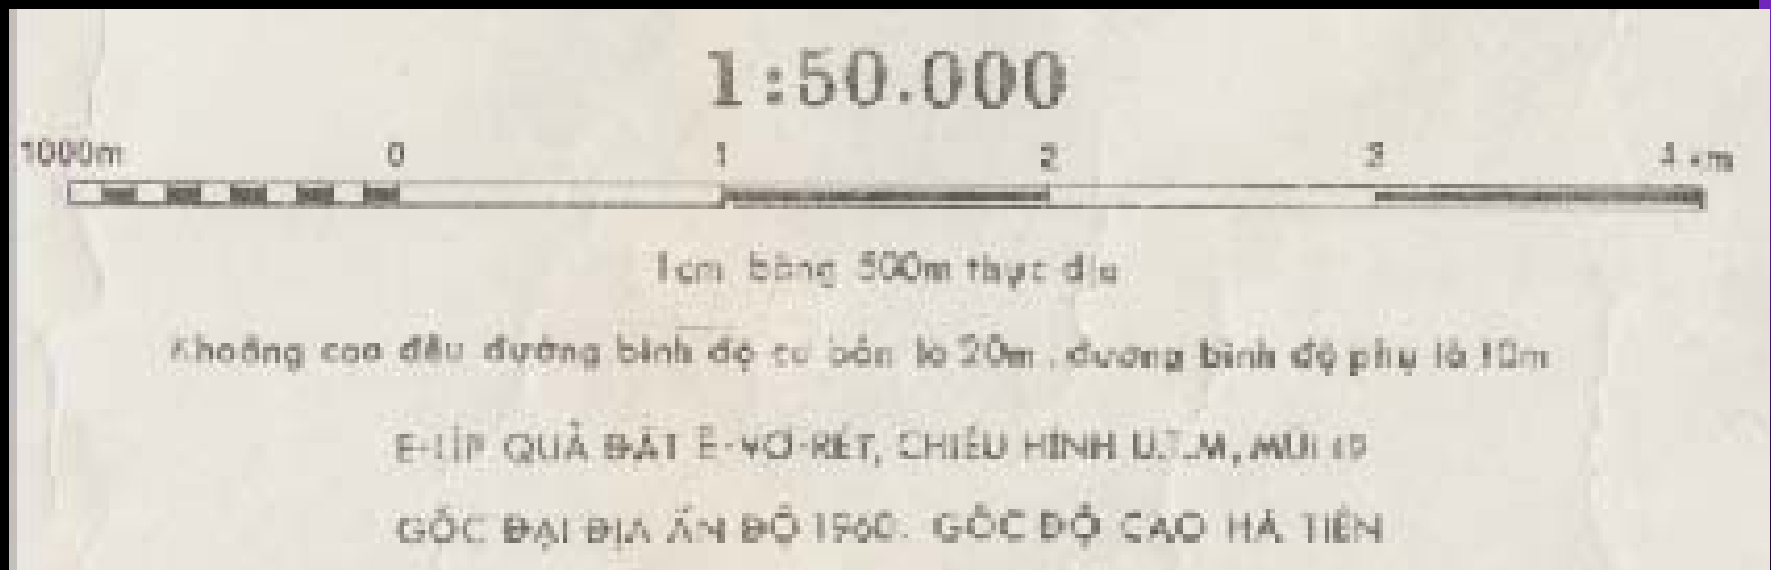 1:50.000
1000m 0 1 2 3 4 km
1cm bằng 500m thực địa
Khoảng cao đều đường bình độ cơ bản là 20m, đường bình độ phụ là 10m
E-LÍP QUẢ ĐẤT E-VƠ-RÉT, CHIẾU HÌNH U.T.M, MÚI
GỐC ĐẠI ĐỊA ẤN ĐỘ 1960. GỐC ĐỘ CAO HÀ TIÊN